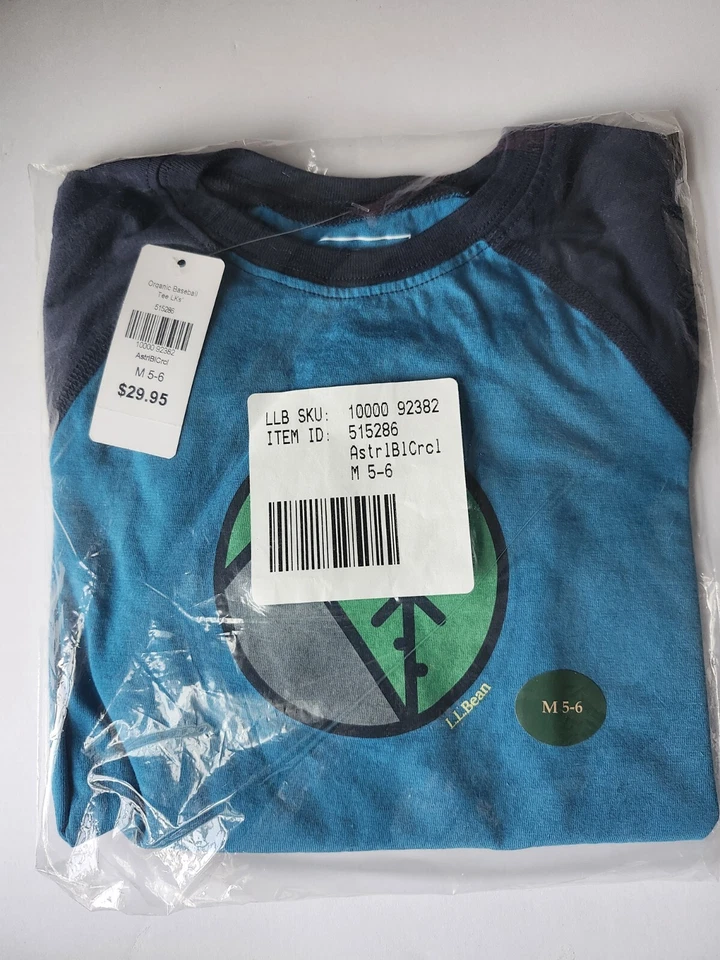 Organic Baseball
Tee LKs'
515286
10000 92382
AstrlBlCrcl
M 5-6
$29.95
LLB SKU: 10000 92382
ITEM ID: 515286
AstrlBlCrcl
M 5-6
L.L.Bean
M 5-6